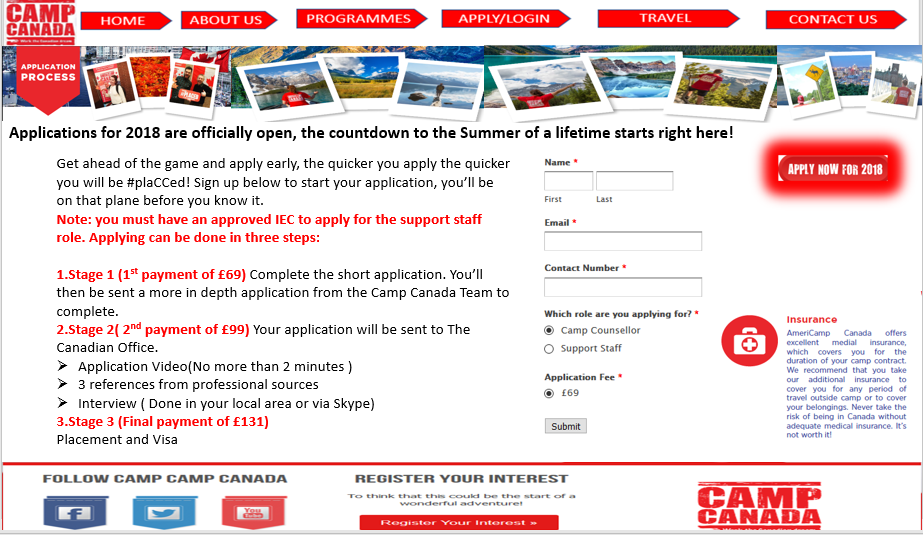 CAMP
CANADA
HOME
ABOUT US
PROGRAMMES
APPLY/LOGIN
TRAVEL
CONTACT US
APPLICATION
PROCESS
Applications for 2018 are officially open, the countdown to the Summer of a lifetime starts right here!
Get ahead of the game and apply early, the quicker you apply the quicker
you will be #plaCCed! Sign up below to start your application, you’ll be
on that plane before you know it.
Note: you must have an approved IEC to apply for the support staff
role. Applying can be done in three steps:
1.Stage 1 (1st payment of £69) Complete the short application. You’ll
then be sent a more in depth application from the Camp Canada Team to
complete.
2.Stage 2( 2nd payment of £99) Your application will be sent to The
Canadian Office.
➢ Application Video(No more than 2 minutes )
➢ 3 references from professional sources
➢ Interview ( Done in your local area or via Skype)
3.Stage 3 (Final payment of £131)
Placement and Visa
Name *
First Last
Email *
Contact Number *
Which role are you applying for? *
Camp Counsellor
Support Staff
Application Fee *
£69
Submit
APPLY NOW FOR 2018
Insurance
AmeriCamp Canada offers
excellent medial insurance,
which covers you for the
duration of your camp contract.
We recommend that you take
our additional insurance to
cover you for any period of
travel outside camp or to cover
your belongings. Never take the
risk of being in Canada without
adequate medical insurance. It’s
not worth it!
FOLLOW CAMP CAMP CANADA
f
You
Tube
REGISTER YOUR INTEREST
To think that this could be the start of a
wonderful adventure!
Register Your Interest »
CAMP
CANADA